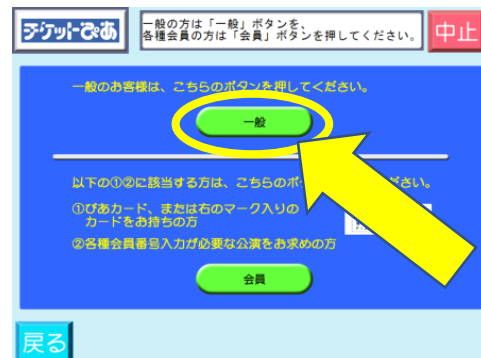 チケットぴあ
一般の方は「一般」ボタンを、
各種会員の方は「会員」ボタンを押してください。
中止
一般のお客様は、こちらのボタンを押してください。
一般
以下の①②に該当する方は、こちらのボ ださい。
①ぴあカード、または右のマーク入りの
カードをお持ちの方
②各種会員番号入力が必要な公演をお求めの方
会員
戻る